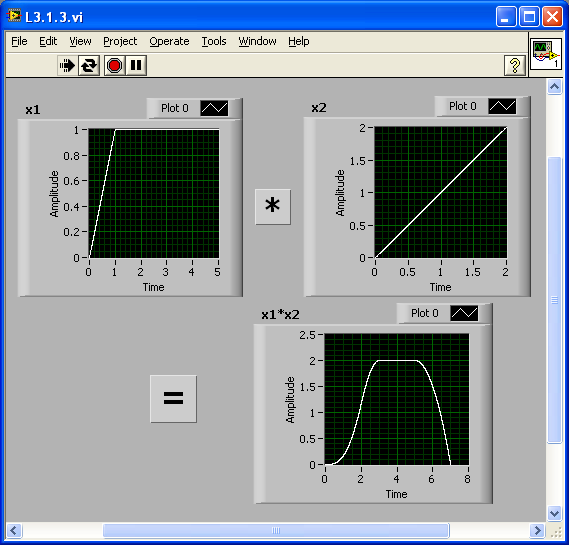 L3.1.3.vi
File Edit View Project Operate Tools Window Help
?
1
x1
Plot 0
1
0.8
0.6
0.4
0.2
0
Amplitude
0 1 2 3 4 5
Time
*
x2
Plot 0
2
1.5
1
0.5
0
Amplitude
0 0.5 1 1.5 2
Time
=
x1*x2
Plot 0
2.5
2
1.5
1
0.5
0
Amplitude
0 2 4 6 8
Time